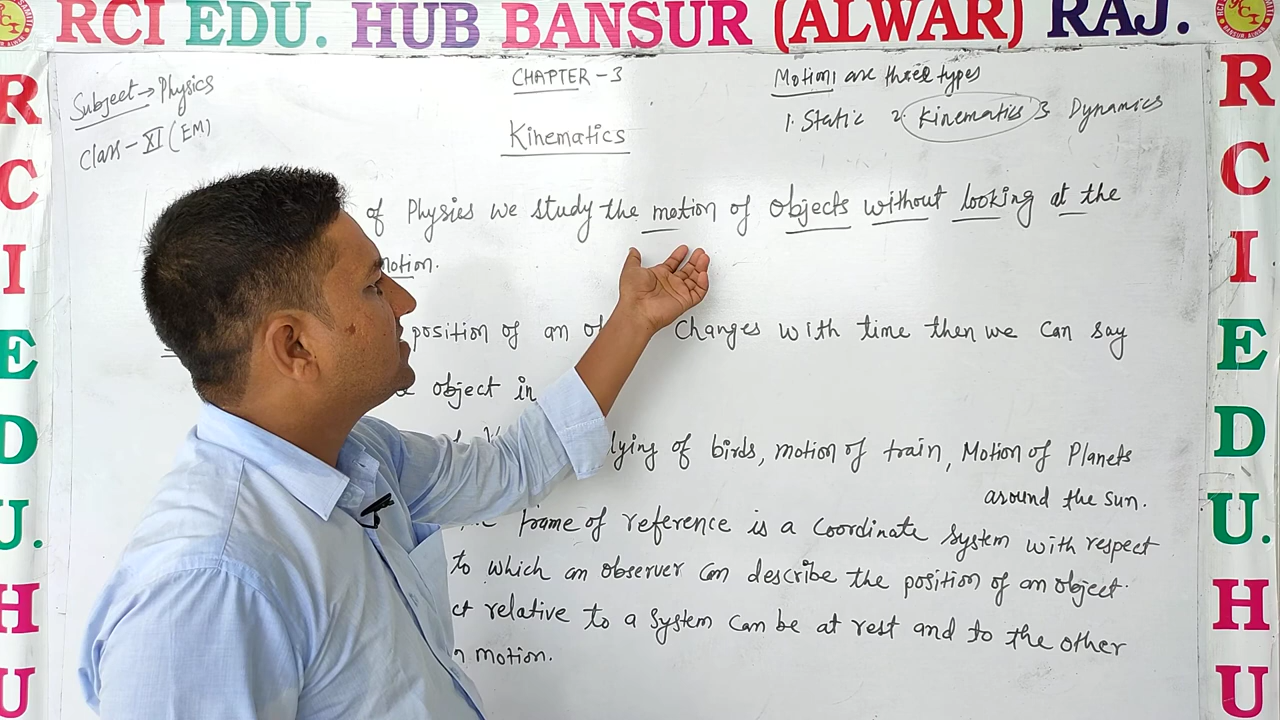 RCI EDU. HUB BANSUR (ALWAR) RAJ.
Subject → Physics
Class - XI (EM)
CHAPTER - 3
Kinematics
Motion: are three types
1. Static 2. Kinematics 3 Dynamics
of Physics we study the motion of objects without looking at the
motion.
position of an changes with time then we can say
object in
lying of birds, motion of train, Motion of Planets
around the sun.
frame of reference is a coordinate system with respect
to which an observer can describe the position of an object.
ct relative to a system can be at rest and to the other
n motion.
R
C
I
E
D
U.
H
U
R
C
I
E
D
U.
H
U